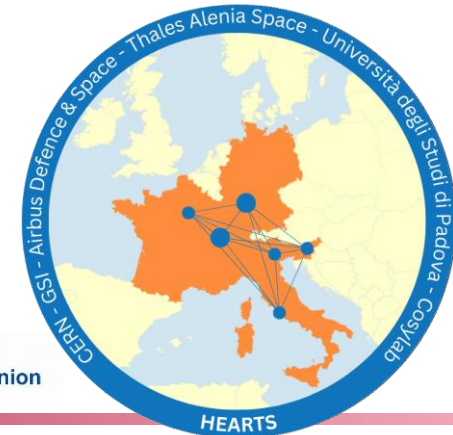 CERN - GSI - Airbus Defence & Space - Thales Alenia Space - Università degli Studi di Padova - Cosylab
nion
HEARTS